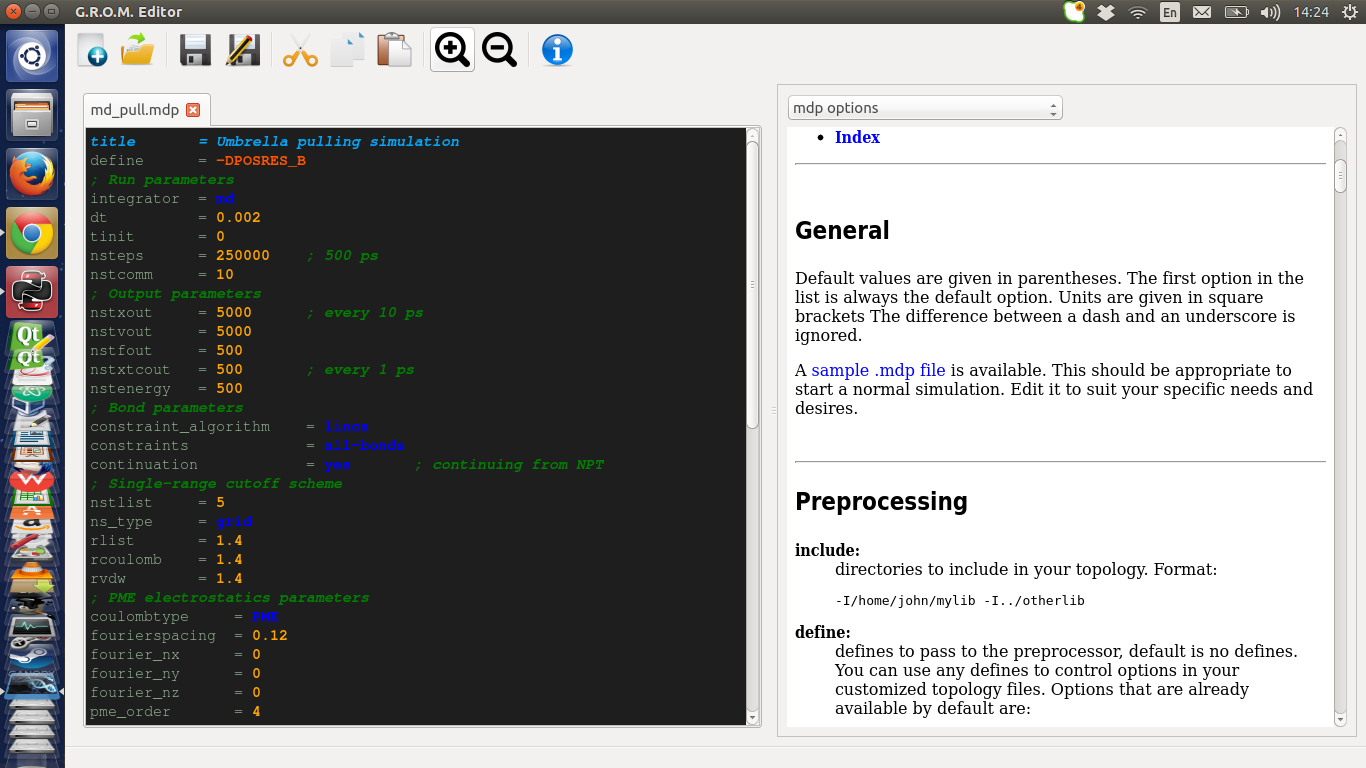 G.R.O.M. Editor
4
En
14:24
md_pull.mdp
title = Umbrella pulling simulation
define = -DPOSRES_B
; Run parameters
integrator = md
dt = 0.002
tinit = 0
nsteps = 250000 ; 500 ps
nstcomm = 10
; Output parameters
nstxout = 5000 ; every 10 ps
nstvout = 5000
nstfout = 500
nstxtcout = 500 ; every 1 ps
nstenergy = 500
; Bond parameters
constraint_algorithm = lincs
constraints = all-bonds
continuation = yes ; continuing from NPT
; Single-range cutoff scheme
nstlist = 5
ns_type = grid
rlist = 1.4
rcoulomb = 1.4
rvdw = 1.4
; PME electrostatics parameters
coulombtype = PME
fourierspacing = 0.12
fourier_nx = 0
fourier_ny = 0
fourier_nz = 0
pme_order = 4
mdp options
• Index
General
Default values are given in parentheses. The first option in the
list is always the default option. Units are given in square
brackets The difference between a dash and an underscore is
ignored.
A sample .mdp file is available. This should be appropriate to
start a normal simulation. Edit it to suit your specific needs and
desires.
Preprocessing
include:
directories to include in your topology. Format:
-I/home/john/mylib -I../otherlib
define:
defines to pass to the preprocessor, default is no defines.
You can use any defines to control options in your
customized topology files. Options that are already
available by default are:
Qt
Qt